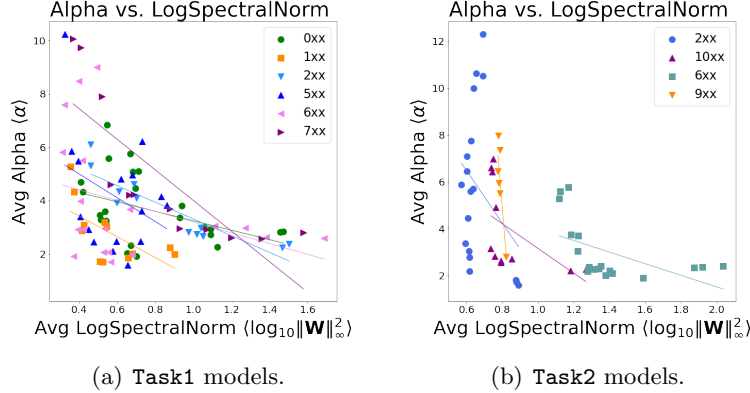 Alpha vs. LogSpectralNorm
10
8
6
4
2
0.4 0.6 0.8 1.0 1.2 1.4 1.6
Avg Alpha ⟨α⟩
Avg LogSpectralNorm ⟨log₁₀‖W‖²∞⟩
0xx
1xx
2xx
5xx
6xx
7xx
(a) Task1 models.
Alpha vs. LogSpectralNorm
12
10
8
6
4
2
0.6 0.8 1.0 1.2 1.4 1.6 1.8 2.0
Avg Alpha ⟨α⟩
Avg LogSpectralNorm ⟨log₁₀‖W‖²∞⟩
2xx
10xx
6xx
9xx
(b) Task2 models.